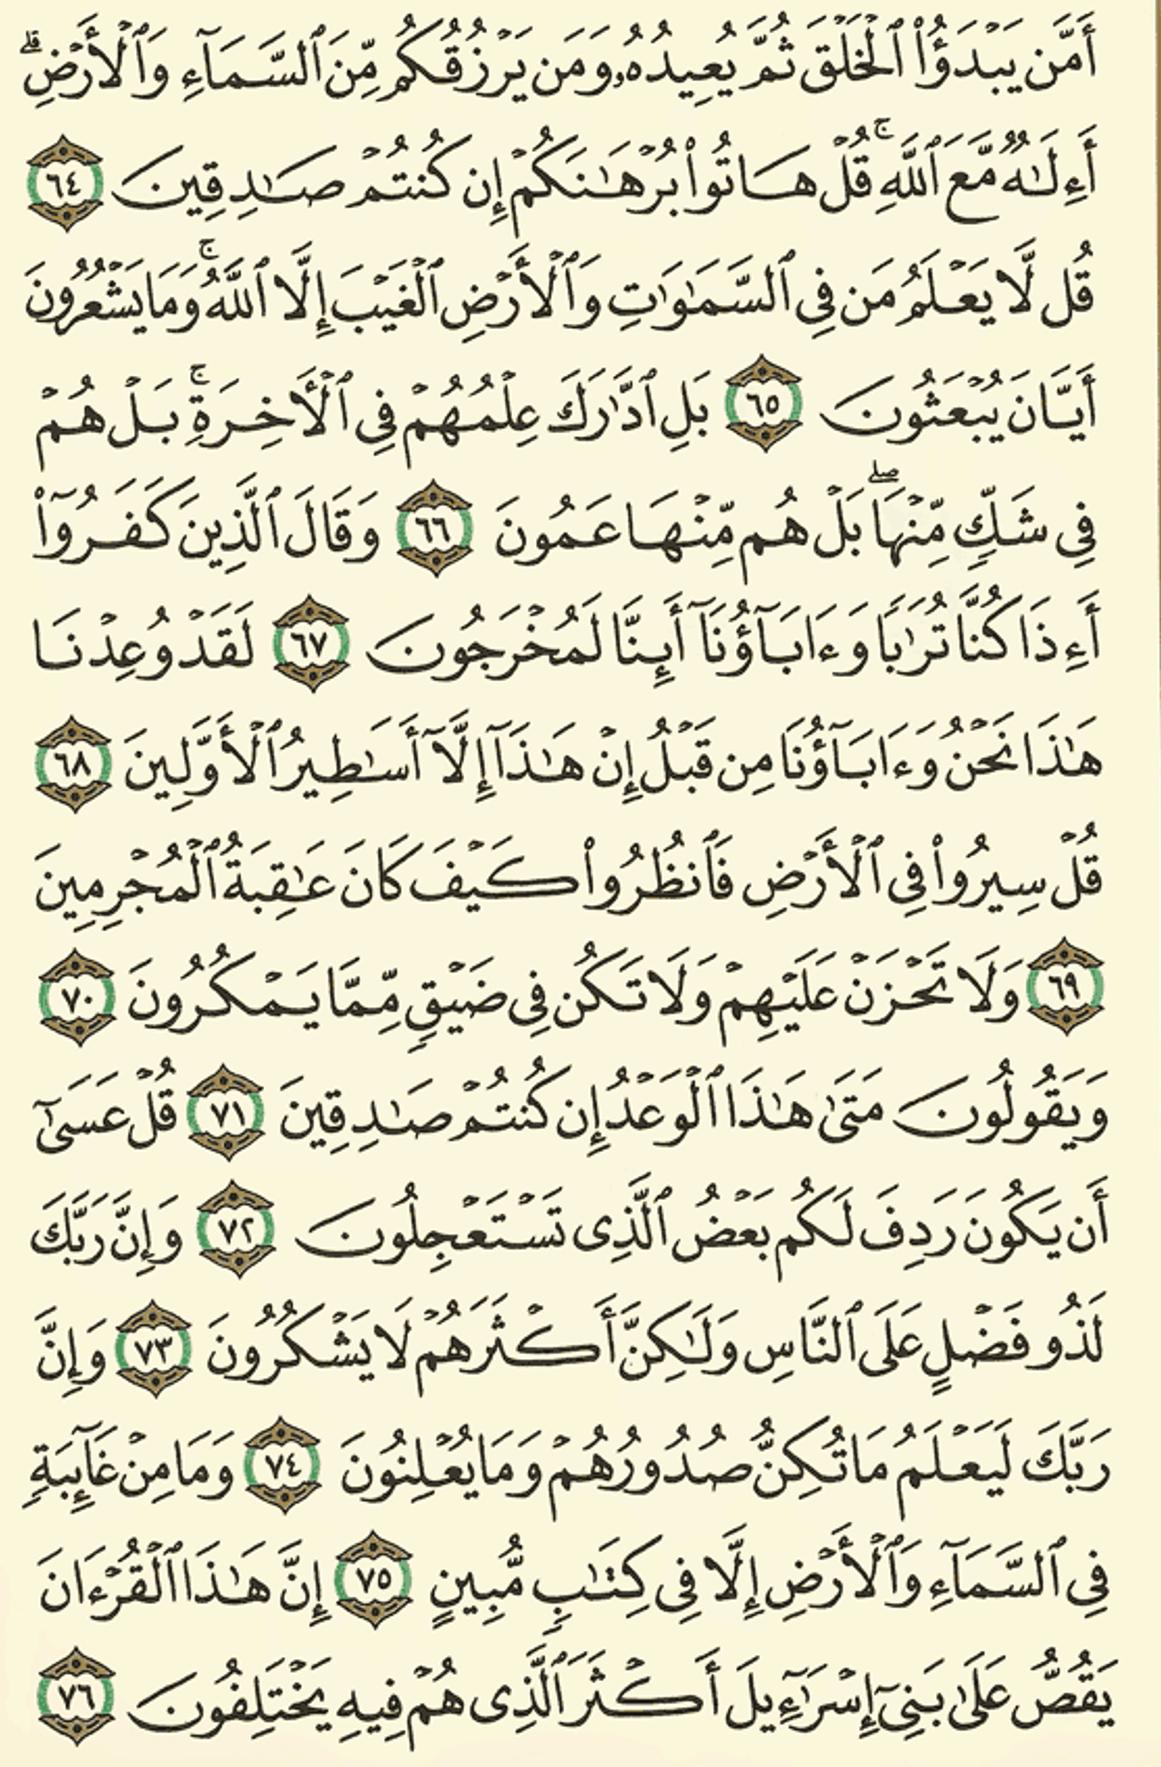 أَمَّن يَبْدَؤُاْ ٱلْخَلْقَ ثُمَّ يُعِيدُهُۥ وَمَن يَرْزُقُكُم مِّنَ ٱلسَّمَآءِ وَٱلْأَرْضِ ۗ
أَءِلَٰهٌ مَّعَ ٱللَّهِ ۚ قُلْ هَاتُواْ بُرْهَٰنَكُمْ إِن كُنتُمْ صَٰدِقِينَ ٦٤
قُل لَّا يَعْلَمُ مَن فِى ٱلسَّمَٰوَٰتِ وَٱلْأَرْضِ ٱلْغَيْبَ إِلَّا ٱللَّهُ ۚ وَمَا يَشْعُرُونَ
أَيَّانَ يُبْعَثُونَ ٦٥ بَلِ ٱدَّٰرَكَ عِلْمُهُمْ فِى ٱلْأَخِرَةِ ۚ بَلْ هُمْ
فِى شَكٍّ مِّنْهَا ۖ بَلْ هُم مِّنْهَا عَمُونَ ٦٦ وَقَالَ ٱلَّذِينَ كَفَرُوٓاْ
أَءِذَا كُنَّا تُرَٰبًا وَءَابَآؤُنَآ أَئِنَّا لَمُخْرَجُونَ ٦٧ لَقَدْ وُعِدْنَا
هَٰذَا نَحْنُ وَءَابَآؤُنَا مِن قَبْلُ إِنْ هَٰذَآ إِلَّآ أَسَٰطِيرُ ٱلْأَوَّلِينَ ٦٨
قُلْ سِيرُواْ فِى ٱلْأَرْضِ فَٱنظُرُواْ كَيْفَ كَانَ عَٰقِبَةُ ٱلْمُجْرِمِينَ
٦٩ وَلَا تَحْزَنْ عَلَيْهِمْ وَلَا تَكُن فِى ضَيْقٍ مِّمَّا يَمْكُرُونَ ٧٠
وَيَقُولُونَ مَتَىٰ هَٰذَا ٱلْوَعْدُ إِن كُنتُمْ صَٰدِقِينَ ٧١ قُلْ عَسَىٰٓ
أَن يَكُونَ رَدِفَ لَكُم بَعْضُ ٱلَّذِى تَسْتَعْجِلُونَ ٧٢ وَإِنَّ رَبَّكَ
لَذُو فَضْلٍ عَلَى ٱلنَّاسِ وَلَٰكِنَّ أَكْثَرَهُمْ لَا يَشْكُرُونَ ٧٣ وَإِنَّ
رَبَّكَ لَيَعْلَمُ مَا تُكِنُّ صُدُورُهُمْ وَمَا يُعْلِنُونَ ٧٤ وَمَا مِنْ غَآئِبَةٍ
فِى ٱلسَّمَآءِ وَٱلْأَرْضِ إِلَّا فِى كِتَٰبٍ مُّبِينٍ ٧٥ إِنَّ هَٰذَا ٱلْقُرْءَانَ
يَقُصُّ عَلَىٰ بَنِىٓ إِسْرَٰٓءِيلَ أَكْثَرَ ٱلَّذِى هُمْ فِيهِ يَخْتَلِفُونَ ٧٦